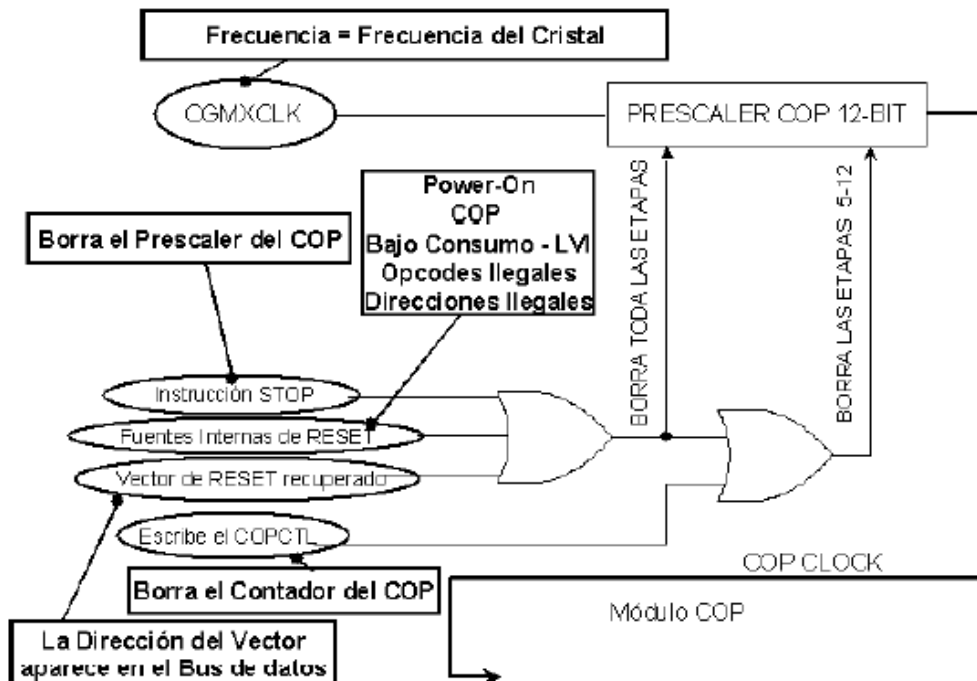 Frecuencia = Frecuencia del Cristal
CGMXCLK
PRESCALER COP 12-BIT
Power-On
COP
Bajo Consumo - LVI
Opcodes Ilegales
Direcciones Ilegales
Borra el Prescaler del COP
BORRA TODA LAS ETAPAS
BORRA LAS ETAPAS 5-12
Instrucción STOP
Fuentes Internas de RESET
Vector de RESET recuperado
Escribe el COPCTL
Borra el Contador del COP
COP CLOCK
Módulo COP
La Dirección del Vector
aparece en el Bus de datos